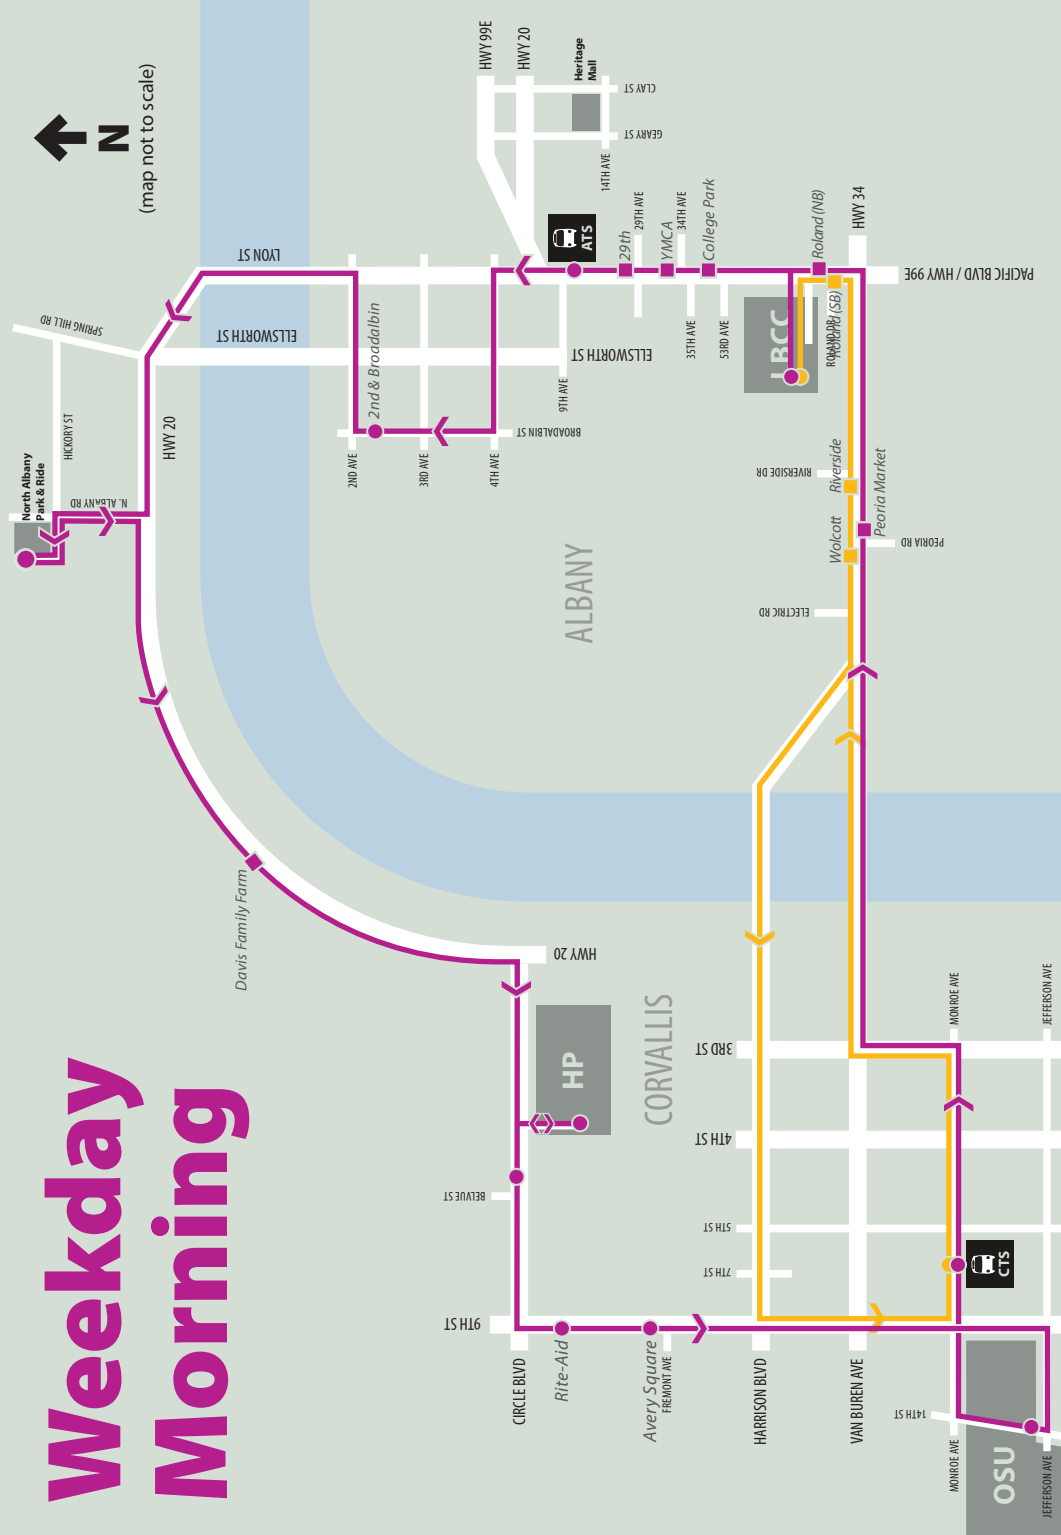 Weekday
Morning
N
(map not to scale)
HWY 99E
HWY 20
Heritage
Mall
CLAY ST
GEARY ST
14TH AVE
LYON ST
ELLSWORTH ST
SPRING HILL RD
HICKORY ST
HWY 20
North Albany
Park & Ride
N. ALBANY RD
2nd & Broadalbin
2ND AVE
3RD AVE
4TH AVE
BROADALBIN ST
9TH AVE
ELLSWORTH ST
ATS
29th
29TH AVE
YMCA
34TH AVE
College Park
35TH AVE
53RD AVE
Roland (NB)
HWY 34
PACIFIC BLVD / HWY 99E
LBCC
ROLAND DR
Roland (SB)
RIVERSIDE DR
Riverside
Peoria Market
Wolcott
PEORIA RD
ELECTRIC RD
ALBANY
Davis Family Farm
HWY 20
HP
CORVALLIS
BELVUE ST
9TH ST
CIRCLE BLVD
Rite-Aid
Avery Square
FREMONT AVE
3RD ST
4TH ST
5TH ST
7TH ST
MONROE AVE
JEFFERSON AVE
CTS
HARRISON BLVD
VAN BUREN AVE
14TH ST
MONROE AVE
OSU
JEFFERSON AVE